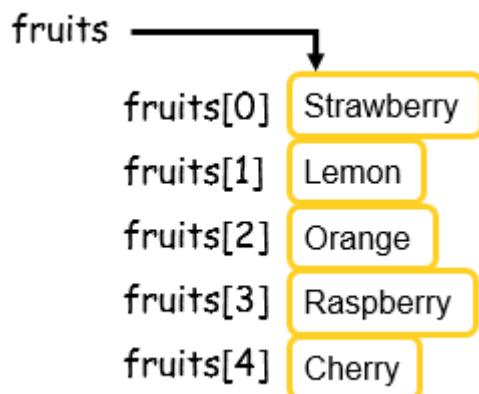 fruits
fruits[0] Strawberry
fruits[1] Lemon
fruits[2] Orange
fruits[3] Raspberry
fruits[4] Cherry